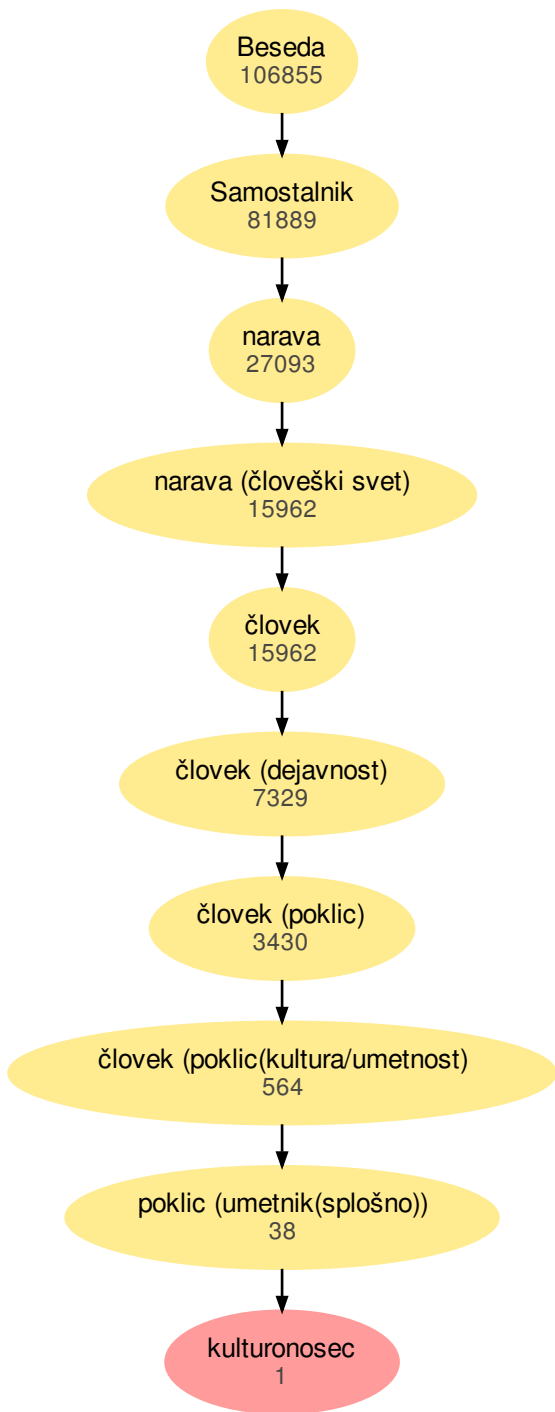 Beseda
106855
Samostalnik
81889
narava
27093
narava (človeški svet)
15962
človek
15962
človek (dejavnost)
7329
človek (poklic)
3430
človek (poklic(kultura/umetnost)
564
poklic (umetnik(splošno))
38
kulturonosec
1